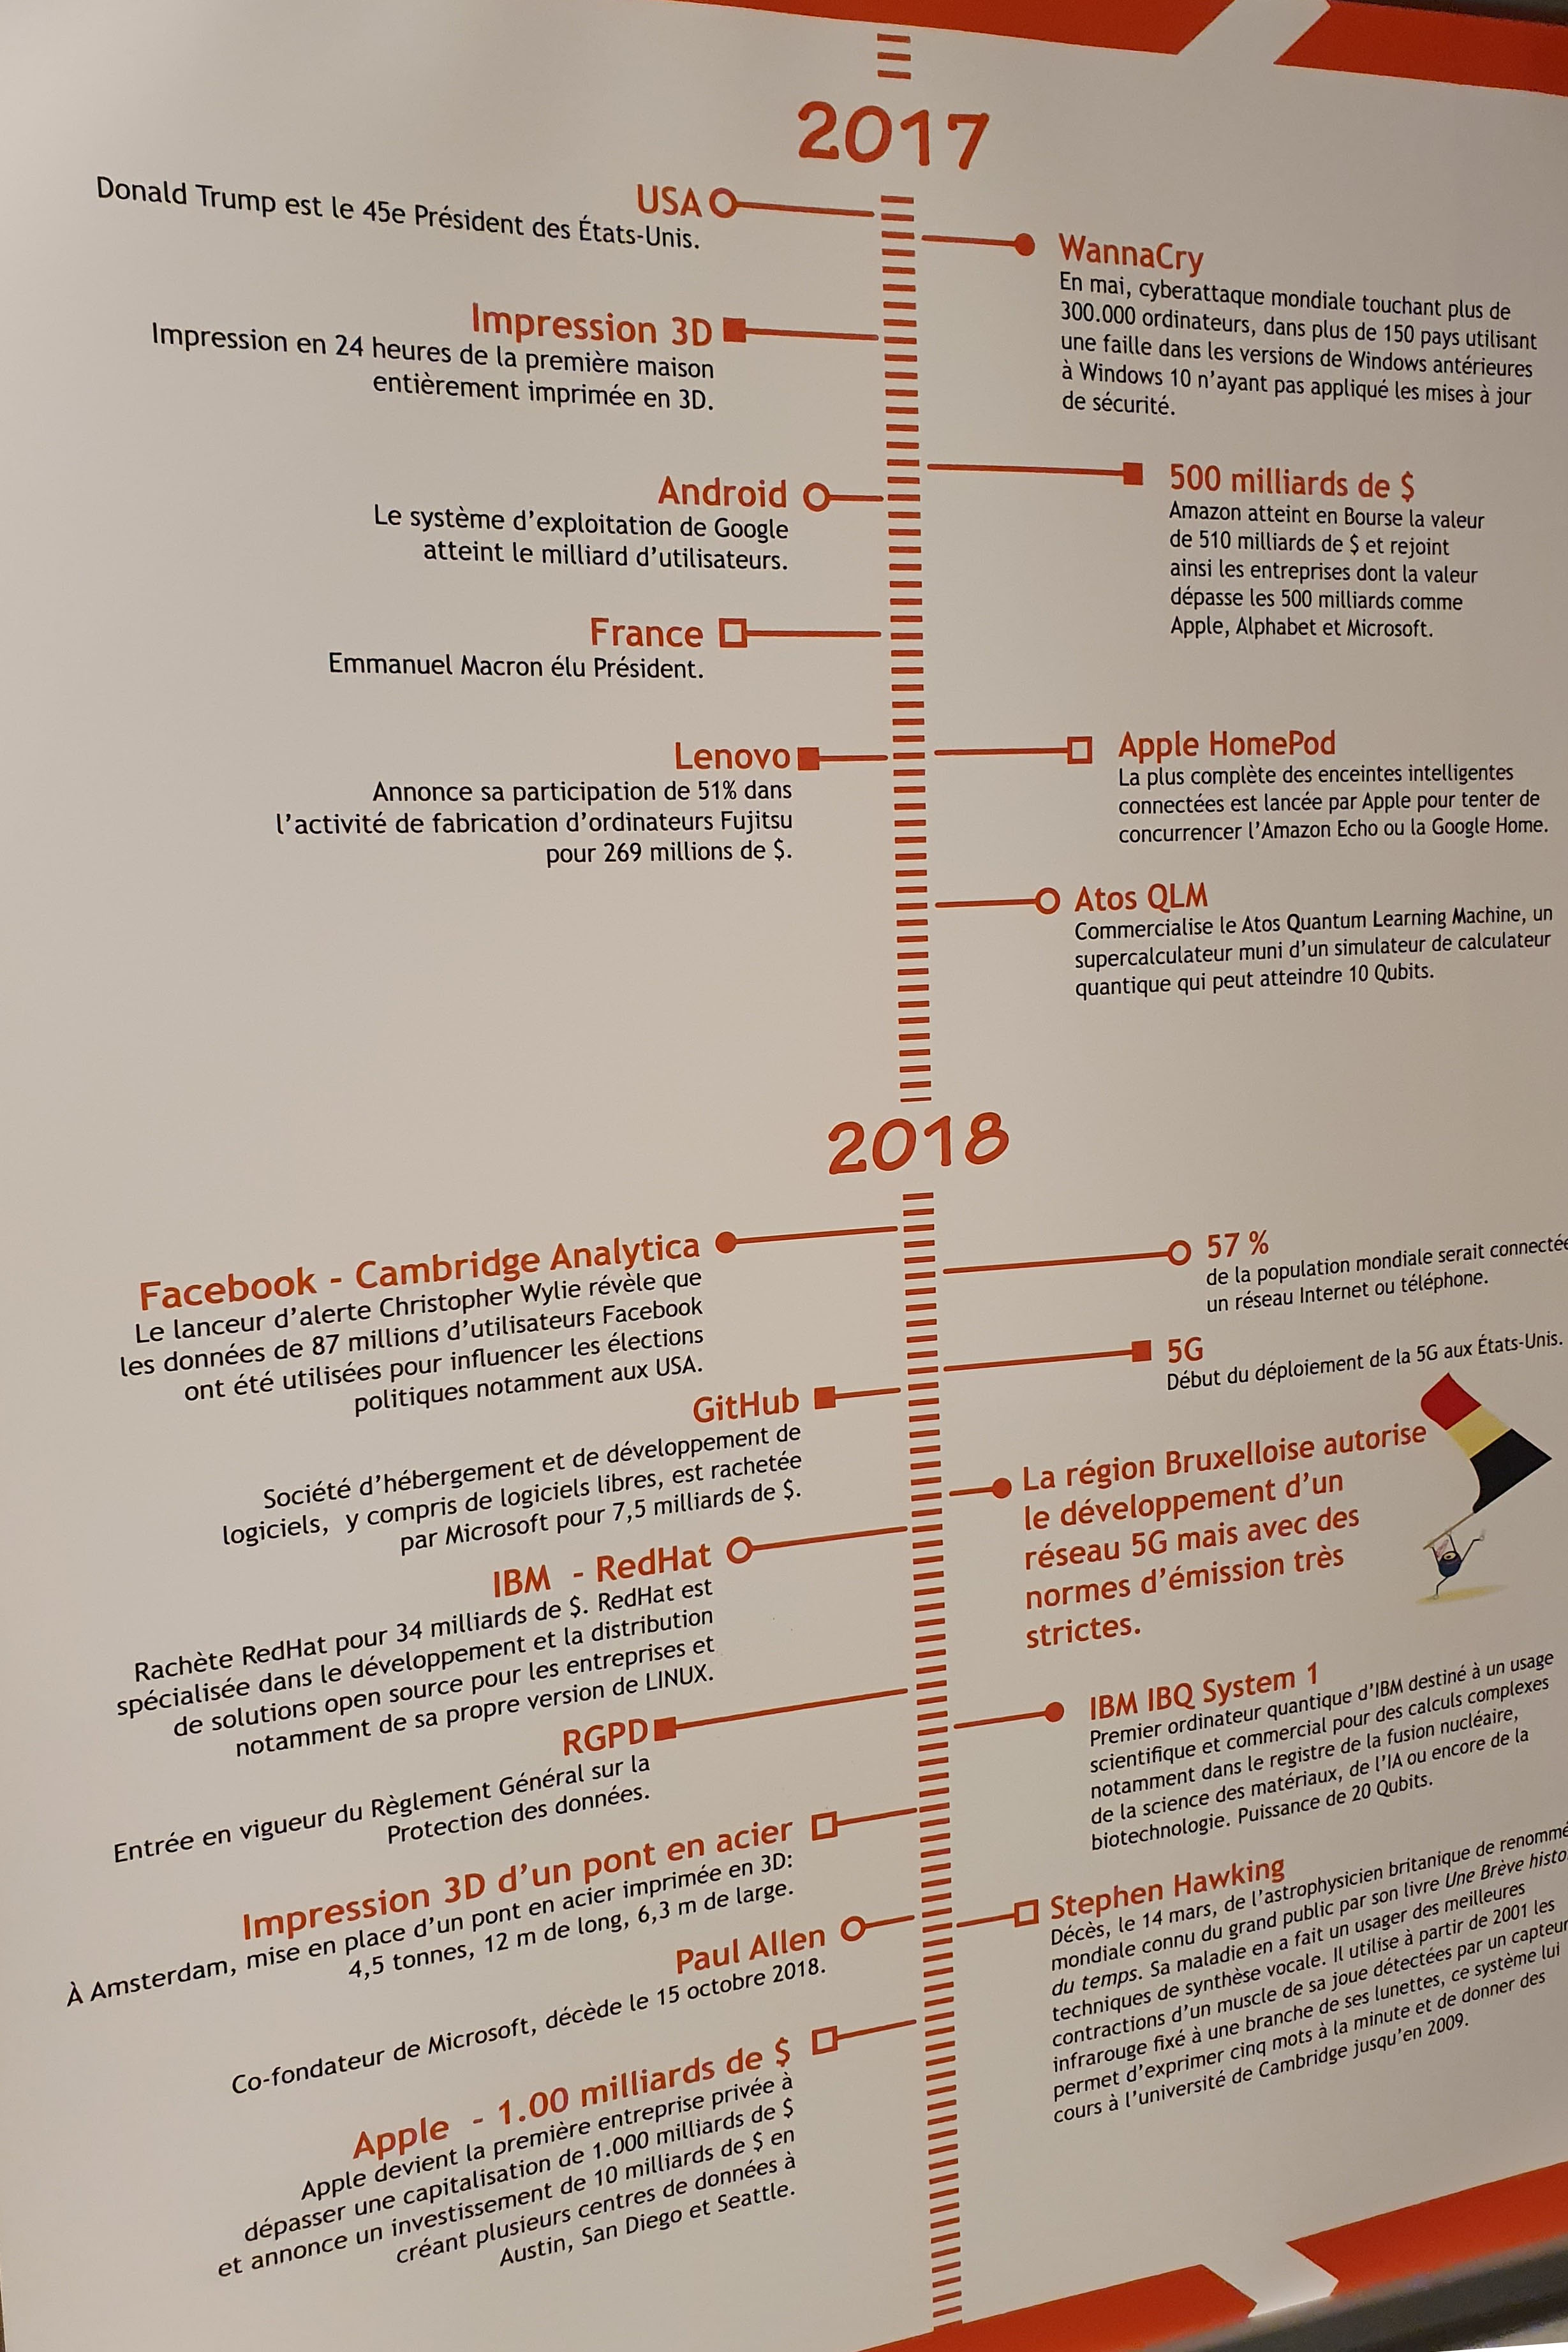 2017
USA
Donald Trump est le 45e Président des États-Unis.
WannaCry
En mai, cyberattaque mondiale touchant plus de
300.000 ordinateurs, dans plus de 150 pays utilisant
une faille dans les versions de Windows antérieures
à Windows 10 n'ayant pas appliqué les mises à jour
de sécurité.
Impression 3D
Impression en 24 heures de la première maison
entièrement imprimée en 3D.
500 milliards de $
Amazon atteint en Bourse la valeur
de 510 milliards de $ et rejoint
ainsi les entreprises dont la valeur
dépasse les 500 milliards comme
Apple, Alphabet et Microsoft.
Android
Le système d'exploitation de Google
atteint le milliard d'utilisateurs.
France
Emmanuel Macron élu Président.
Lenovo
Annonce sa participation de 51% dans
l'activité de fabrication d'ordinateurs Fujitsu
pour 269 millions de $.
Apple HomePod
La plus complète des enceintes intelligentes
connectées est lancée par Apple pour tenter de
concurrencer l'Amazon Echo ou la Google Home.
Atos QLM
Commercialise le Atos Quantum Learning Machine, un
supercalculateur muni d'un simulateur de calculateur
quantique qui peut atteindre 10 Qubits.
2018
Facebook - Cambridge Analytica
Le lanceur d'alerte Christopher Wylie révèle que
les données de 87 millions d'utilisateurs Facebook
ont été utilisées pour influencer les élections
politiques notamment aux USA.
57 %
de la population mondiale serait
un réseau Internet ou téléphone.
5G
Début du déploiement de la 5G aux États-Unis.
GitHub
Société d'hébergement et de développement de
logiciels, y compris de logiciels libres, est rachetée
par Microsoft pour 7,5 milliards de $.
La région Bruxelloise autorise
le développement d'un
réseau 5G mais avec des
normes d'émission très
strictes.
IBM - RedHat
Rachète RedHat pour 34 milliards de $. RedHat est
spécialisée dans le développement et la distribution
de solutions open source pour les entreprises et
notamment de sa propre version de LINUX.
RGPD
Entrée en vigueur du Règlement Général sur la
Protection des données.
IBM IBQ System 1
Premier ordinateur quantique d'IBM destiné à un usage
scientifique et commercial pour des calculs complexes
notamment dans le registre de la fusion nucléaire,
de la science des matériaux, de l'IA ou encore de la
biotechnologie. Puissance de 20 Qubits.
Impression 3D d'un pont en acier
À Amsterdam, mise en place d'un pont en acier imprimée en 3D:
4,5 tonnes, 12 m de long, 6,3 m de large.
Stephen Hawking
Décès, le 14 mars, de l'astrophysicien britanique de
mondiale connu du grand public par son livre Une Brève
du temps. Sa maladie en a fait un usager des meilleures
techniques de synthèse vocale. Il utilise à partir de 2001 les
contractions d'un muscle de sa joue détectées par un capteur
infrarouge fixé à une branche de ses lunettes, ce système lui
permet d'exprimer cinq mots à la minute et de donner des
cours à l'université de Cambridge jusqu'en 2009.
Paul Allen
Co-fondateur de Microsoft, décède le 15 octobre 2018.
Apple - 1.00 milliards de $
Apple devient la première entreprise privée à
dépasser une capitalisation de 1.000 milliards de $
et annonce un investissement de 10 milliards de $ en
créant plusieurs centres de données à
Austin, San Diego et Seattle.